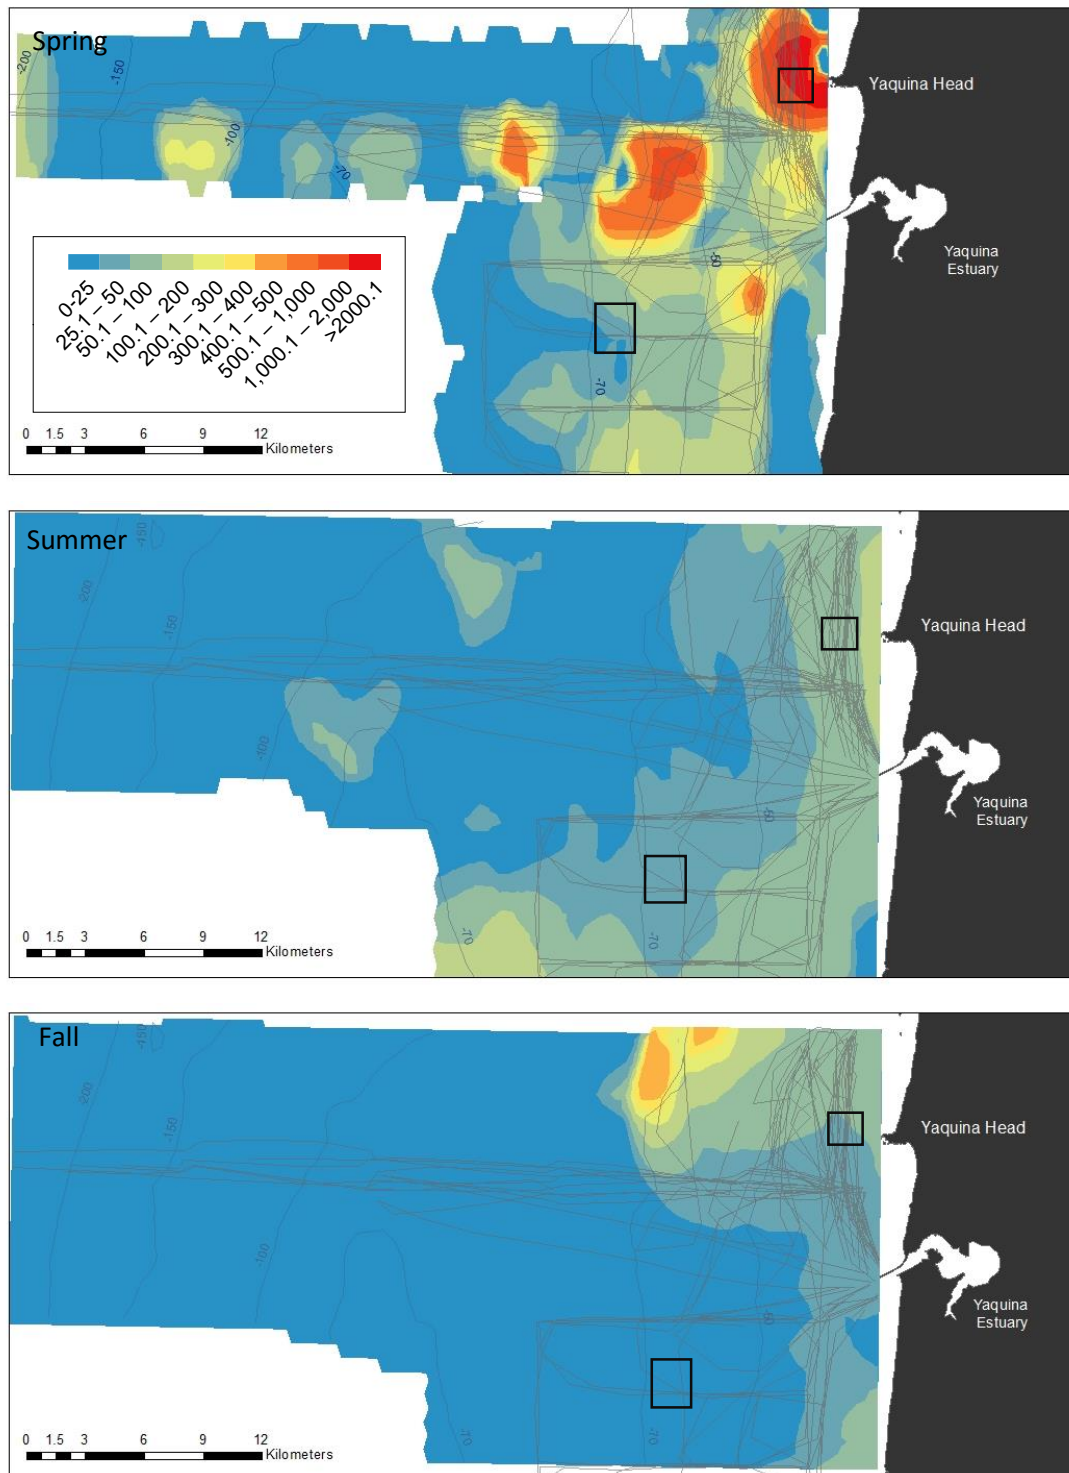 Spring
-200
-150
-100
-70
-60
-70
Yaquina Head
Yaquina
Estuary
0-25
25.1 – 50
50.1 – 100
100.1 – 200
200.1 – 300
300.1 – 400
400.1 – 500
500.1 – 1,000
1,000.1 – 2,000
>2000.1
0 1.5 3 6 9 12
Kilometers
Summer
-150
-200
-150
-100
-70
-60
-70
Yaquina Head
Yaquina
Estuary
0 1.5 3 6 9 12
Kilometers
Fall
-150
-200
-150
-100
-70
-60
-70
Yaquina Head
Yaquina
Estuary
0 1.5 3 6 9 12
Kilometers